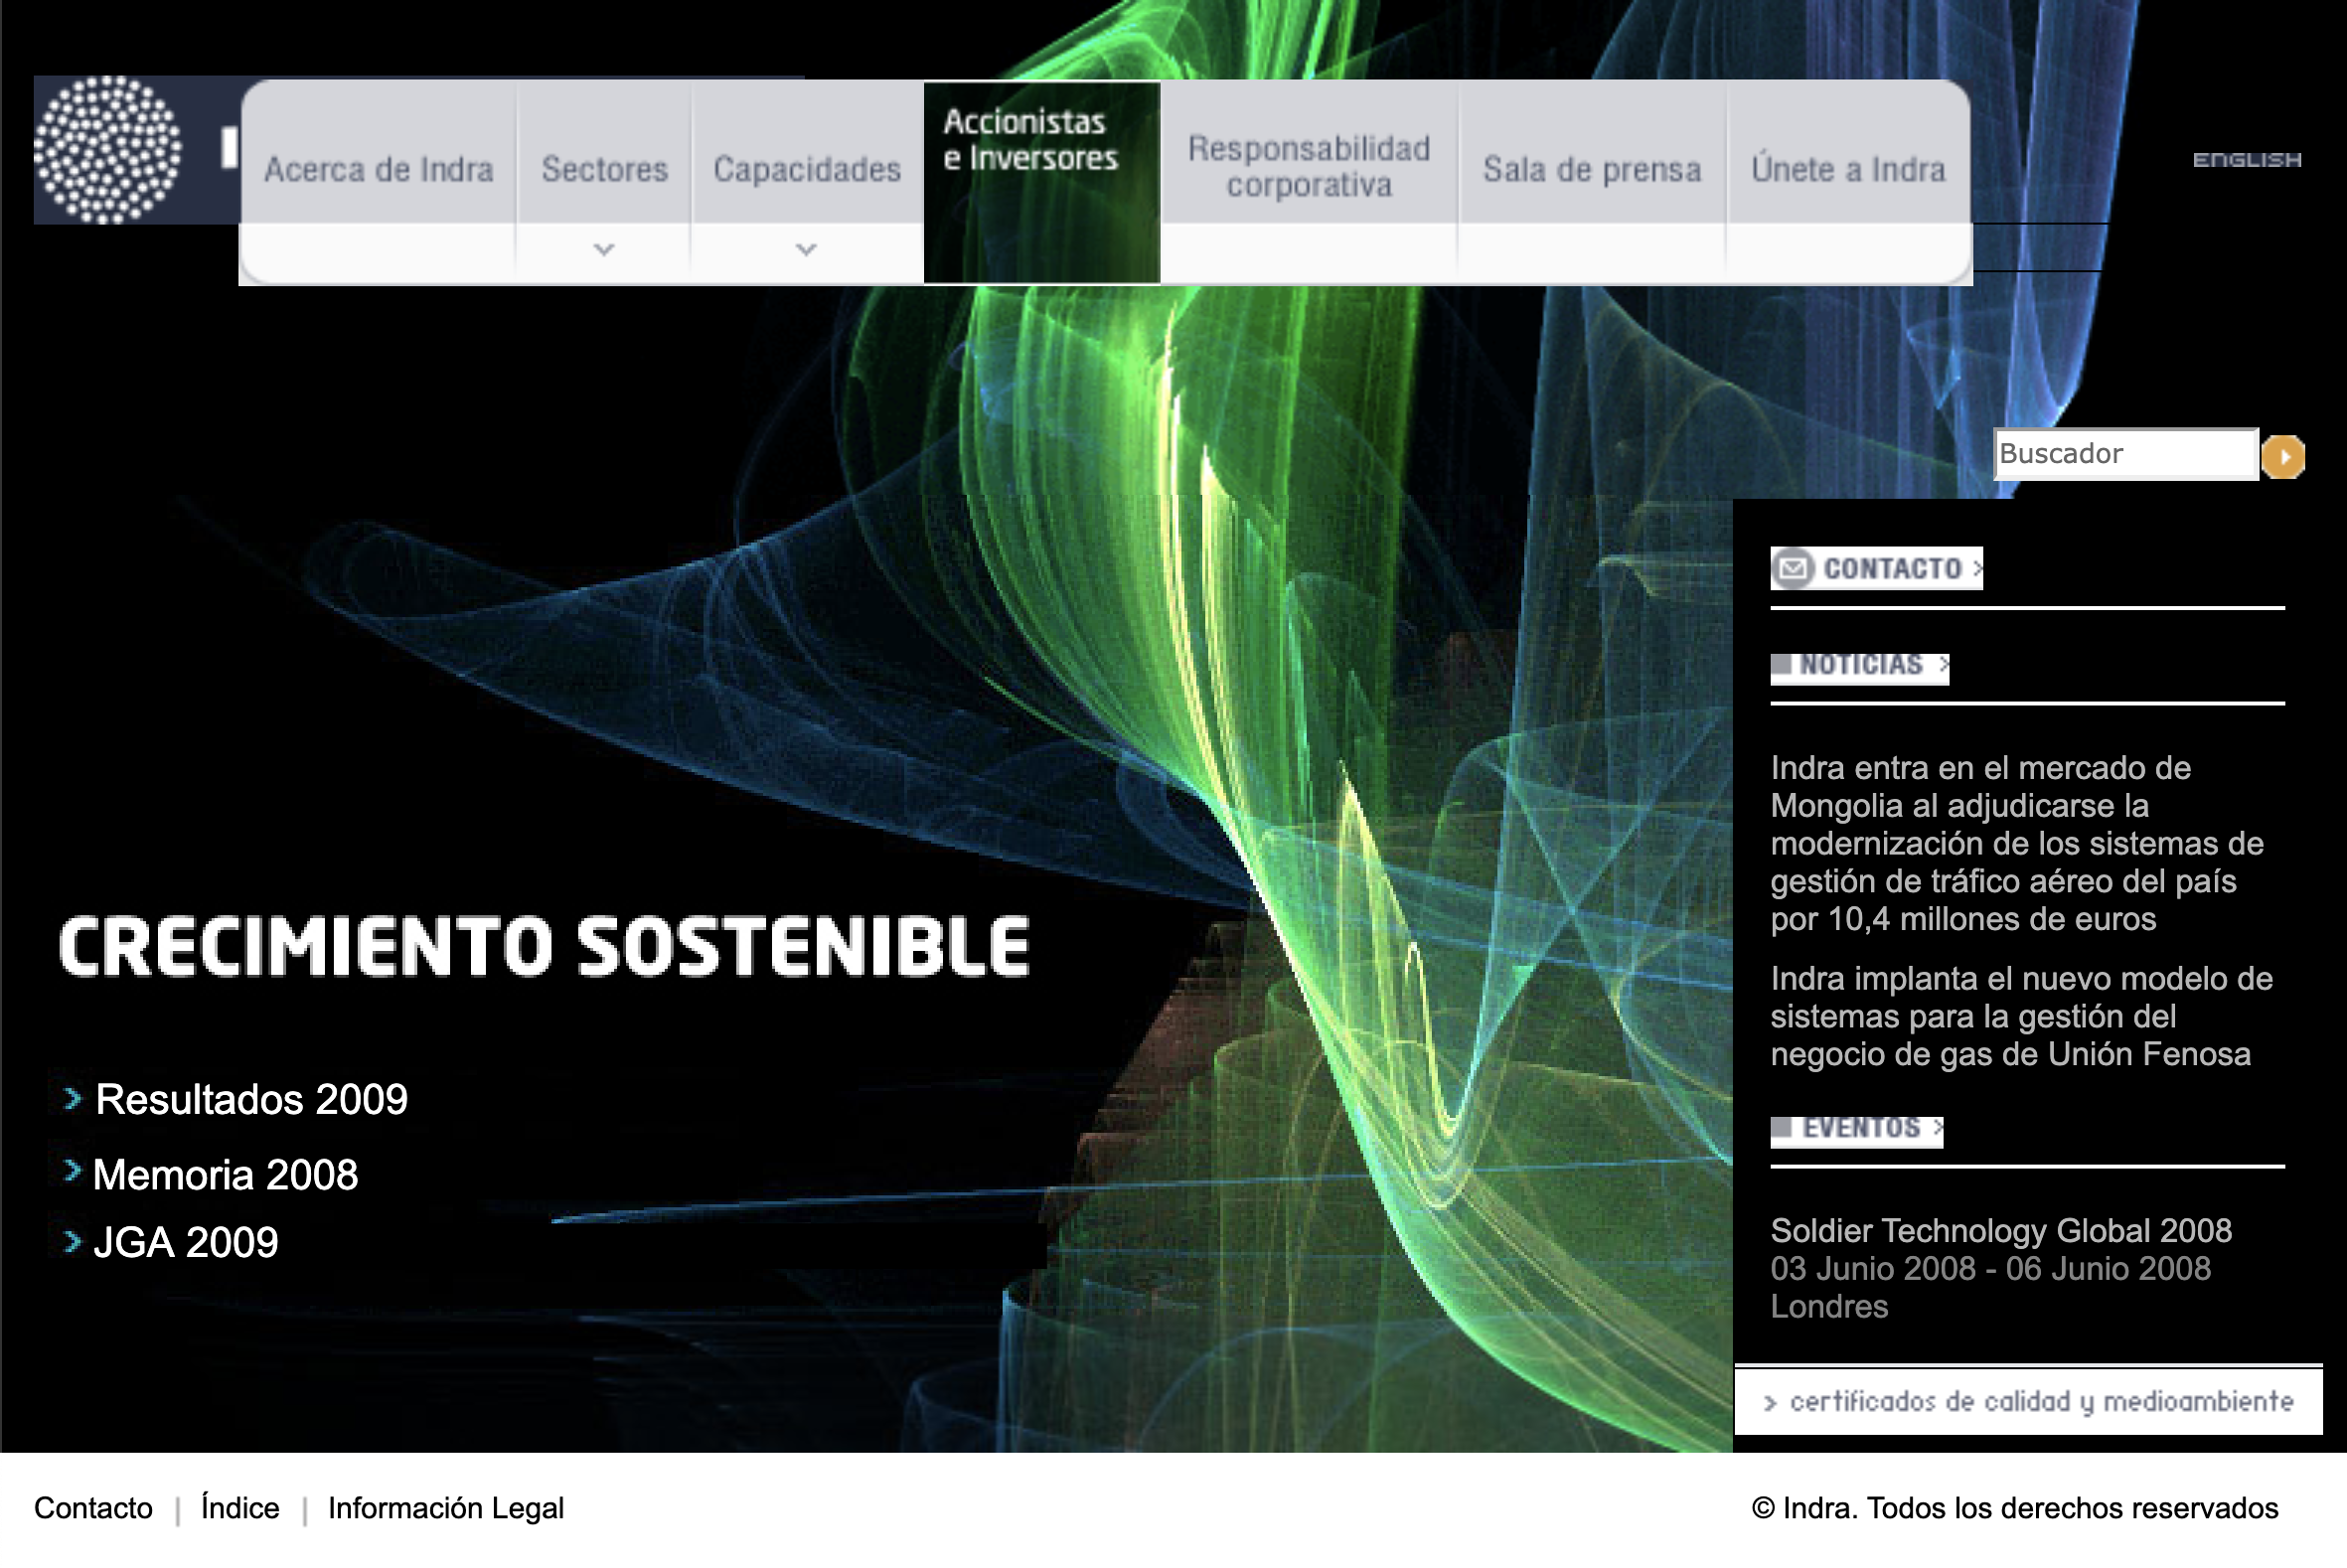 Acerca de Indra
Sectores
Capacidades
Accionistas
e Inversores
Responsabilidad
corporativa
Sala de prensa
Únete a Indra
ENGLISH
Buscador
CONTACTO >
NOTICIAS >
Indra entra en el mercado de
Mongolia al adjudicarse la
modernización de los sistemas de
gestión de tráfico aéreo del país
por 10,4 millones de euros
Indra implanta el nuevo modelo de
sistemas para la gestión del
negocio de gas de Unión Fenosa
EVENTOS >
Soldier Technology Global 2008
03 Junio 2008 - 06 Junio 2008
Londres
> certificados de calidad y medioambiente
CRECIMIENTO SOSTENIBLE
> Resultados 2009
> Memoria 2008
> JGA 2009
Contacto | Índice | Información Legal
© Indra. Todos los derechos reservados